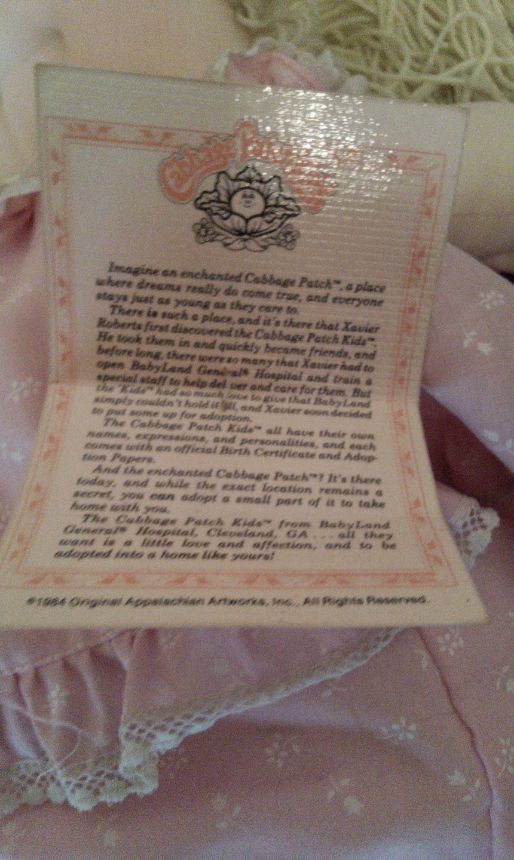 Cabbage Patch
Imagine an enchanted Cabbage Patch™, a place
where dreams really do come true, and everyone
stays just as young as they care to.
There is such a place, and it's there that Xavier
Roberts first discovered the Cabbage Patch Kids™.
He took them in and quickly became friends, and
before long, there were so many that Xavier had to
open BabyLand General® Hospital and train a
special staff to help deliver and care for them. But
the 'Kids™ had so much love to give that BabyLand
simply couldn't hold it all, and Xavier soon decided
to put some up for adoption.
The Cabbage Patch Kids™ all have their own
names, expressions, and personalities, and each
comes with an official Birth Certificate and Adop-
tion Papers.
And the enchanted Cabbage Patch™? It's there
today, and while the exact location remains a
secret, you can adopt a small part of it to take
home with you.
The Cabbage Patch Kids™ from BabyLand
General® Hospital, Cleveland, GA . . . all they
want is a little love and affection, and to be
adopted into a home like yours!
©1984 Original Appalachian Artworks, Inc., All Rights Reserved.